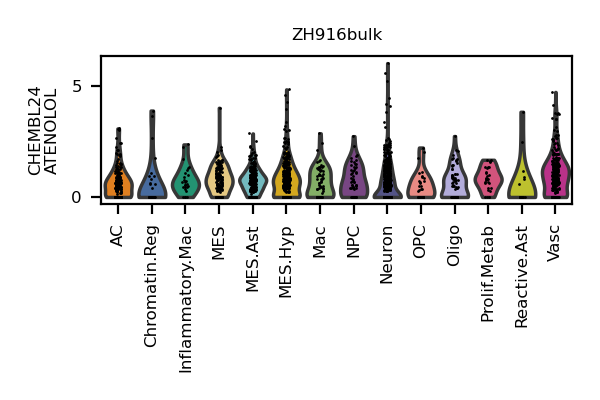 ZH916bulk
CHEMBL24
ATENOLOL
5
0
AC
Chromatin.Reg
Inflammatory.Mac
MES
MES.Ast
MES.Hyp
Mac
NPC
Neuron
OPC
Oligo
Prolif.Metab
Reactive.Ast
Vasc